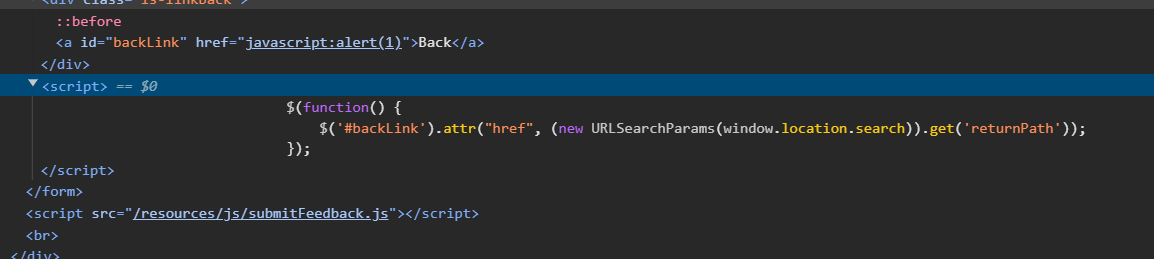 <div class="is-linkback">
::before
<a id="backLink" href="javascript:alert(1)">Back</a>
</div>
<script> == $0
$(function() {
$('#backLink').attr("href", (new URLSearchParams(window.location.search)).get('returnPath'));
});
</script>
</form>
<script src="/resources/js/submitFeedback.js"></script>
<br>
</div>